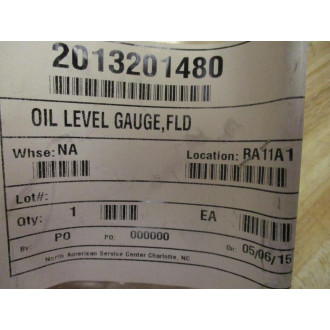 2013201480
OIL LEVEL GAUGE,FLD
Whse: NA Location: RA11A1
Lot#:
Qty: 1 EA
By: PO PO: 000000 On: 05/06/15
North American Service Center Charlotte, NC